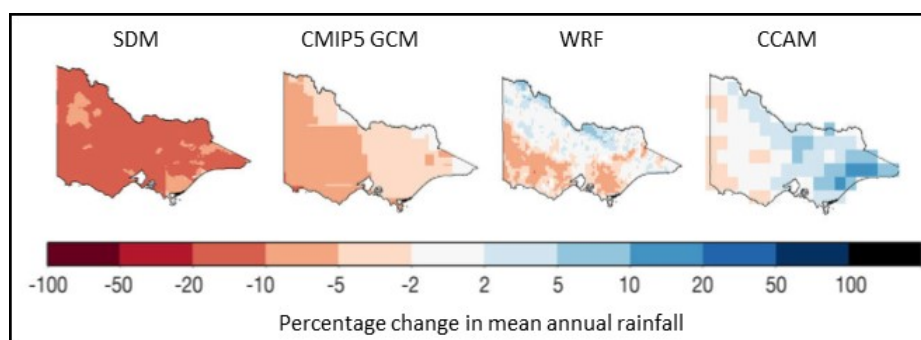 SDM CMIP5 GCM WRF CCAM
-100 -50 -20 -10 -5 -2 2 5 10 20 50 100
Percentage change in mean annual rainfall